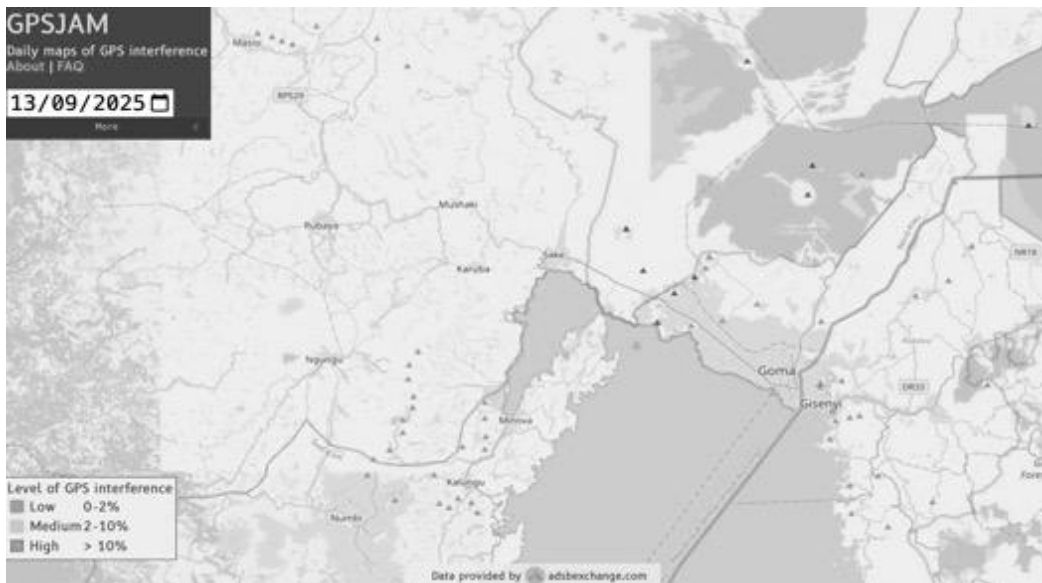 GPSJAM
Daily maps of GPS interference
About | FAQ
13/09/2025
More
Masisi
RP529
Mushaki
Rubaya
Sake
Karuba
NR18
Ngungu
Goma
Gisenyi
DR33
Minova
Kalungu
Numbi
Level of GPS interference
Low 0-2%
Medium 2-10%
High > 10%
Data provided by adsbexchange.com